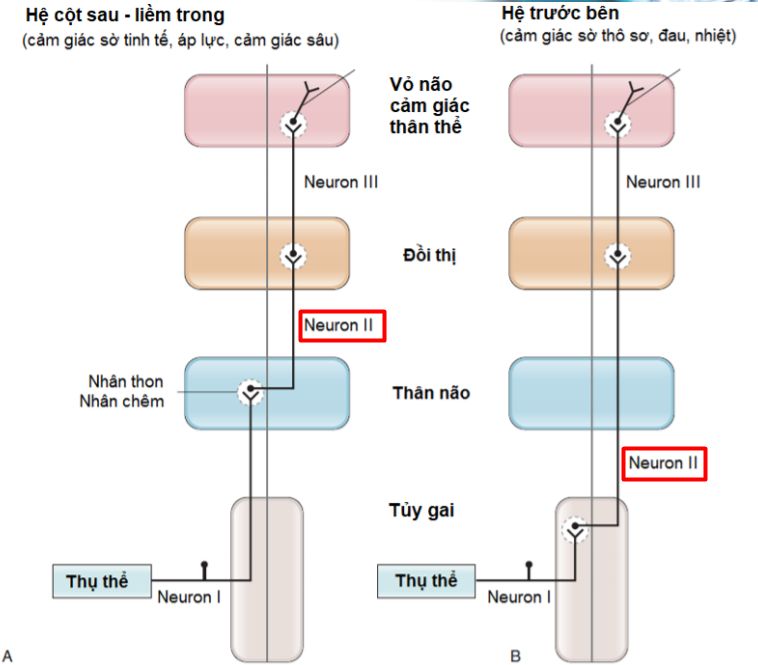 Hệ cột sau - liềm trong
(cảm giác sờ tinh tế, áp lực, cảm giác sâu)
Hệ trước bên
(cảm giác sờ thô sơ, đau, nhiệt)
Vỏ não
cảm giác
thân thể
Neuron III
Neuron III
Đồi thị
Neuron II
Nhân thon
Nhân chêm
Thân não
Neuron II
Tủy gai
Thụ thể
Neuron I
Thụ thể
Neuron I
A
B